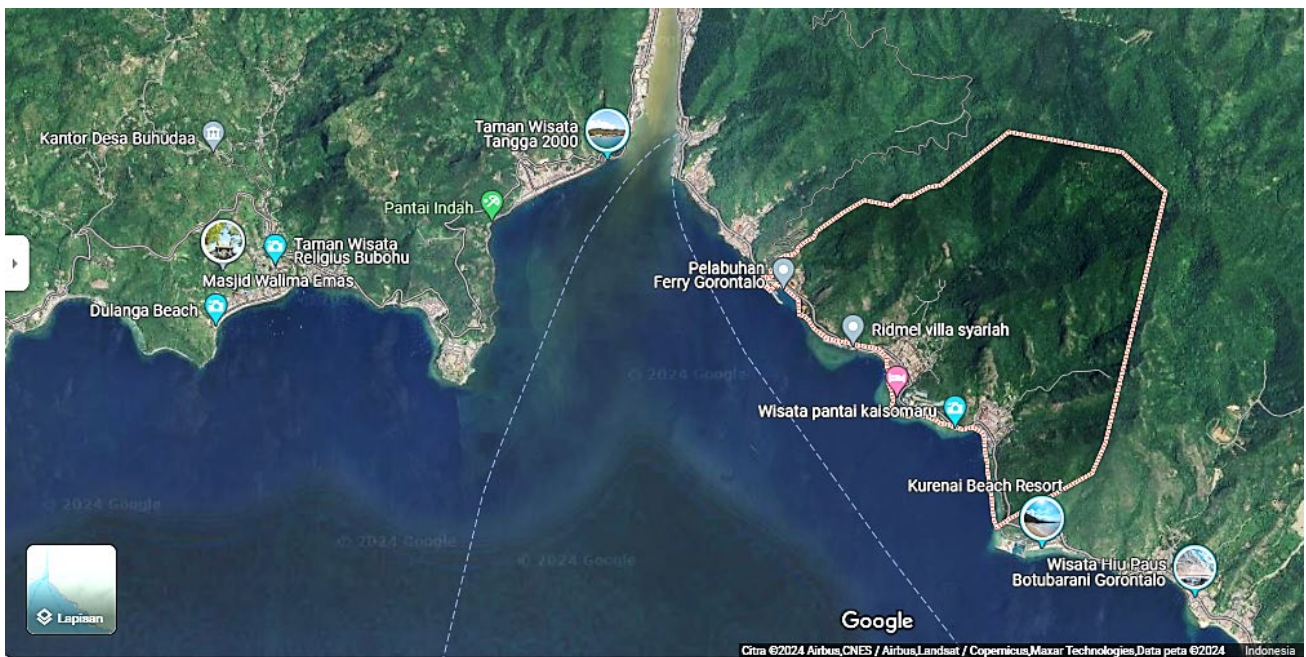 Taman Wisata
Tangga 2000
Kantor Desa Buhudaa
Pantai Indah
Taman Wisata
Religius Bubohu
Masjid Walima Emas
Dulanga Beach
Pelabuhan
Ferry Gorontalo
Ridmel villa syariah
© 2024 Google
Wisata pantai kaisomaru
Kurenai Beach Resort
© 2024 Google
© 2024 Google
© 2024 Google
Wisata Hiu Paus
Botubarani Gorontalo
Lapisan
Google
Citra ©2024 Airbus,CNES / Airbus,Landsat / Copernicus,Maxar Technologies,Data peta ©2024 Indonesia